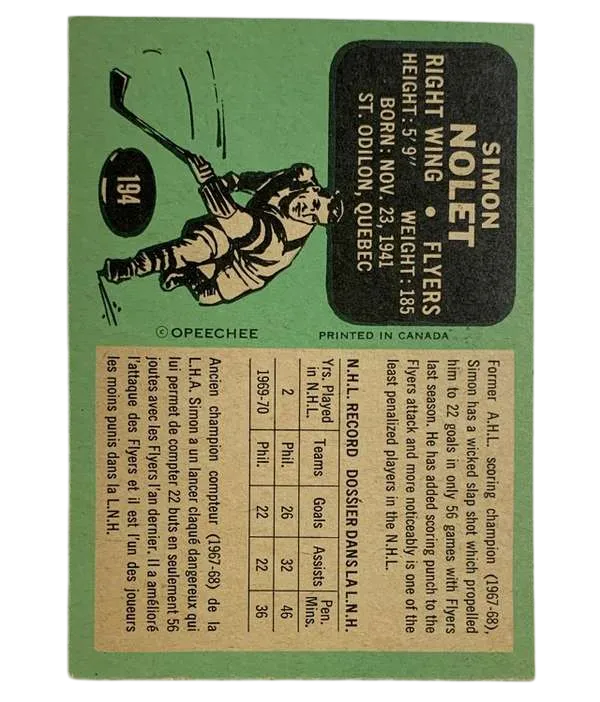 SIMON
NOLET
RIGHT WING • FLYERS
HEIGHT: 5' 9" WEIGHT: 185
BORN: NOV. 23, 1941
ST. ODILON, QUEBEC
194
© OPEECHEE
PRINTED IN CANADA
Former A.H.L. scoring champion (1967-68),
Simon has a wicked slap shot which propelled
him to 22 goals in only 56 games with Flyers
last season. He has added scoring punch to the
Flyers attack and more noticeably is one of the
least penalized players in the N.H.L.
N.H.L. RECORD DOSSIER DANS LA L.N.H.
Yrs. Played in N.H.L. Teams Goals Assists Pen. Mins.
2 Phil. 26 32 46
1969-70 Phil. 22 22 36
Ancien champion compteur (1967-68) de la
L.H.A. Simon a un lancer claqué dangereux qui
lui permet de compter 22 buts en seulement 56
joutes avec les Flyers l'an dernier. Il a amélioré
l'attaque des Flyers et il est l'un des joueurs
les moins punis dans la L.N.H.